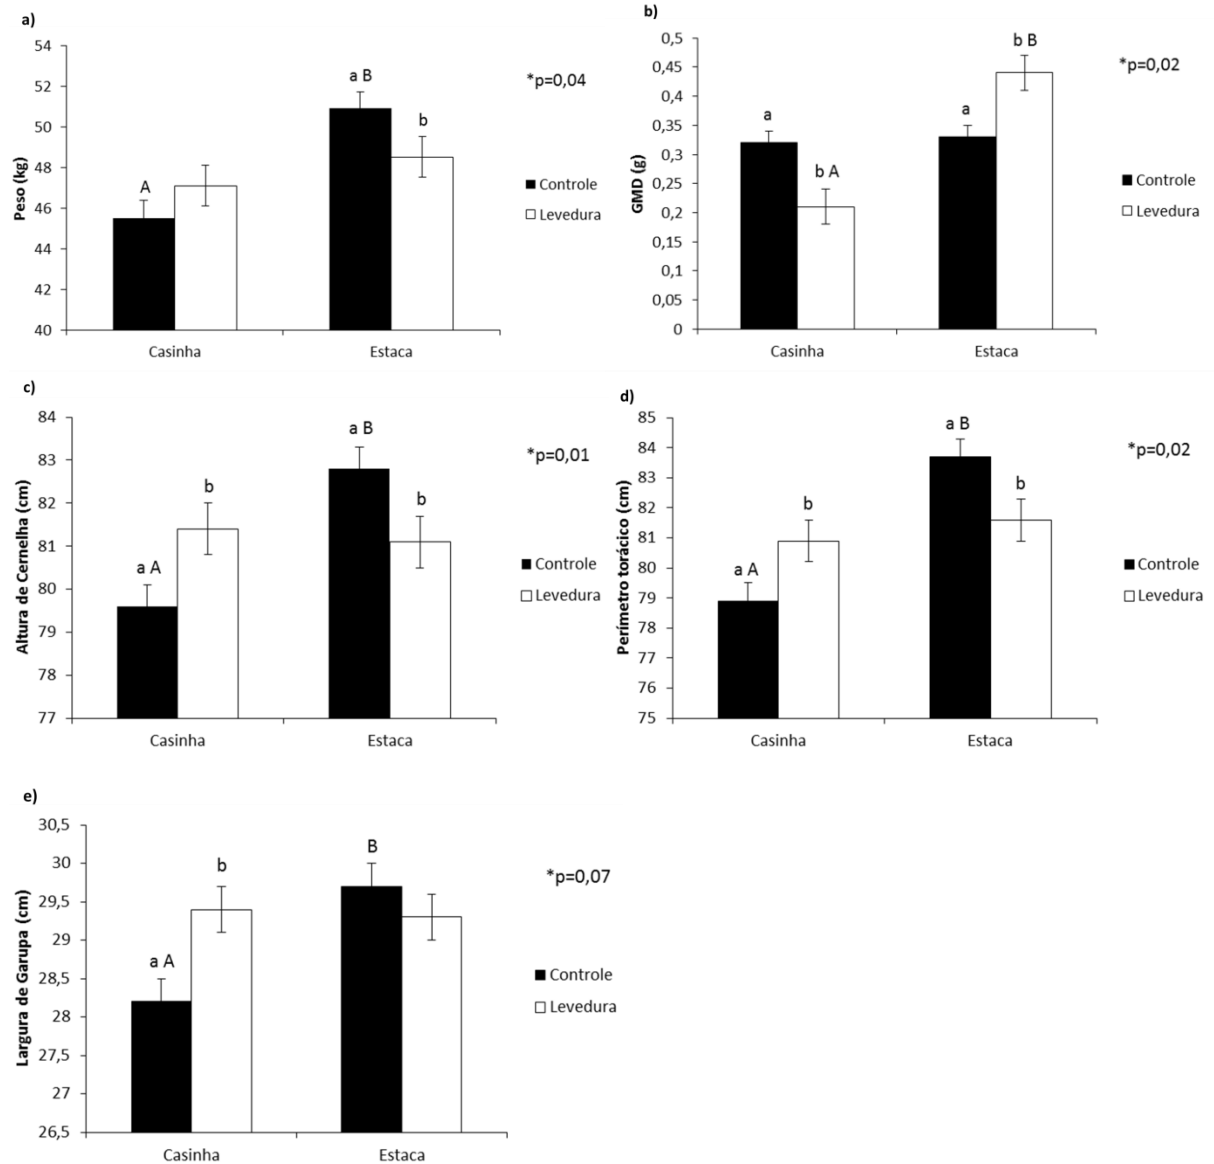 a)
54
52
50
48
46
44
42
40
Peso (kg)
A
a B
b
*p=0,04
Controle
Levedura
Casinha
Estaca
b)
0,5
0,45
0,4
0,35
0,3
0,25
0,2
0,15
0,1
0,05
0
GMD (g)
a
b A
a
b B
*p=0,02
Controle
Levedura
Casinha
Estaca
c)
84
83
82
81
80
79
78
77
Altura de Cernelha (cm)
a A
b
a B
b
*p=0,01
Controle
Levedura
Casinha
Estaca
d)
85
84
83
82
81
80
79
78
77
76
75
Perímetro torácico (cm)
a A
b
a B
b
*p=0,02
Controle
Levedura
Casinha
Estaca
e)
30,5
30
29,5
29
28,5
28
27,5
27
26,5
Largura de Garupa (cm)
a A
b
B
*p=0,07
Controle
Levedura
Casinha
Estaca